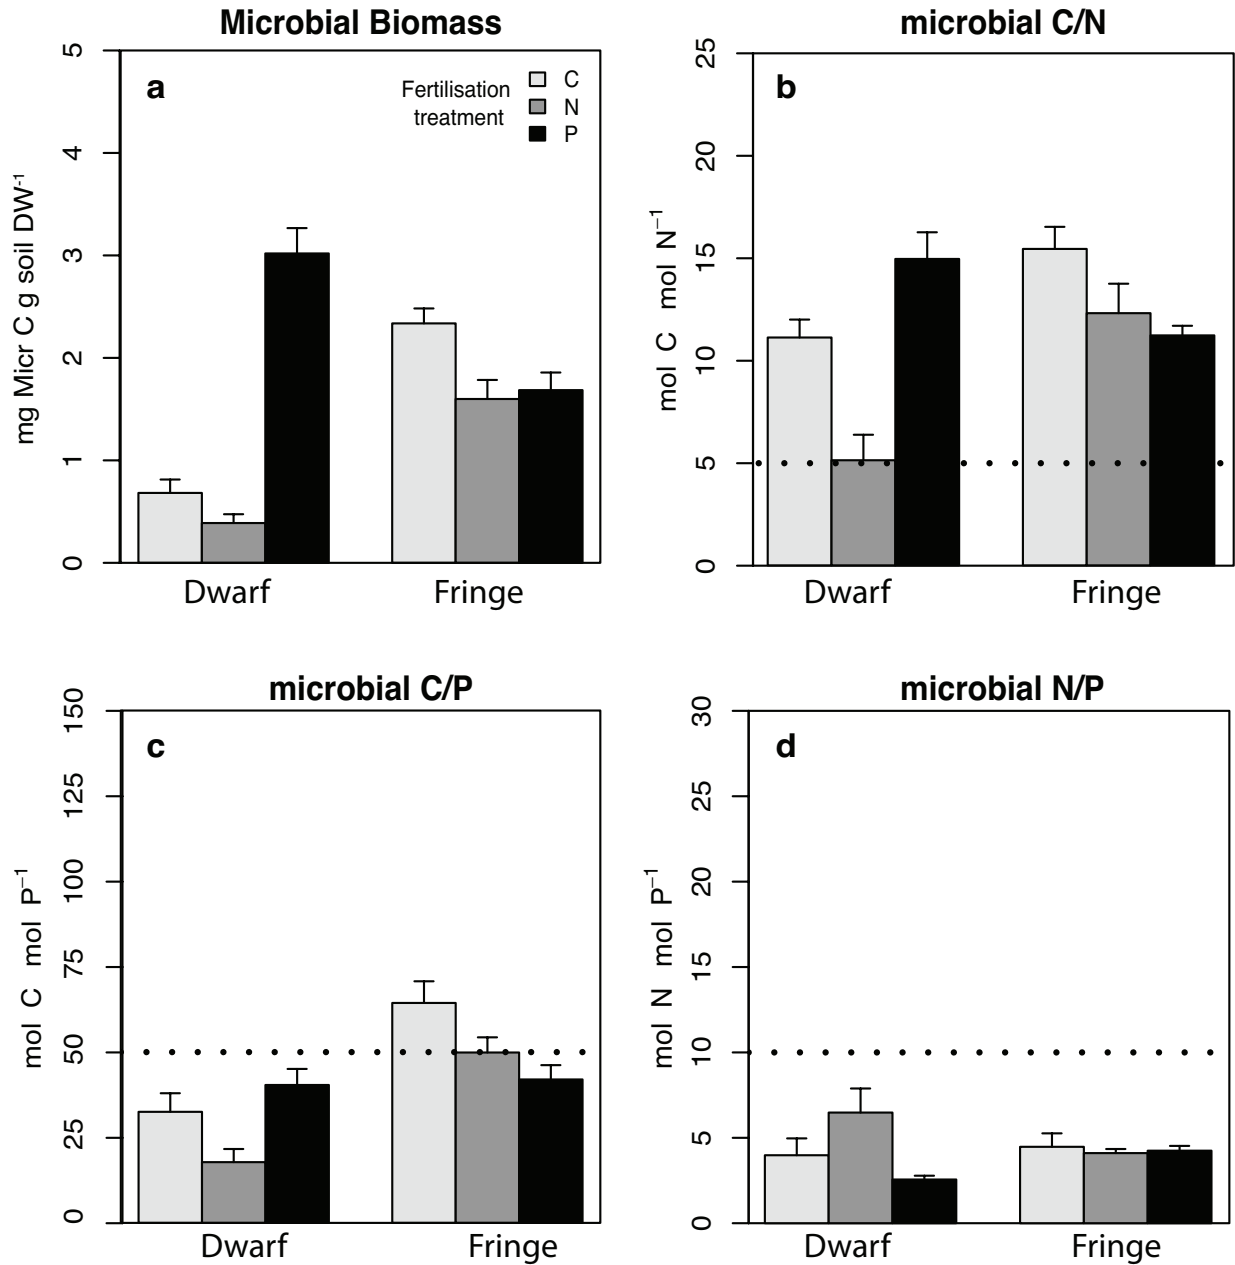 Microbial Biomass
a
Fertilisation
treatment
C
N
P
mg Micr C g soil DW⁻¹
5
4
3
2
1
0
Dwarf
Fringe
microbial C/N
b
mol C mol N⁻¹
25
20
15
10
5
0
Dwarf
Fringe
microbial C/P
c
mol C mol P⁻¹
150
125
100
75
50
25
0
Dwarf
Fringe
microbial N/P
d
mol N mol P⁻¹
30
25
20
15
10
5
0
Dwarf
Fringe